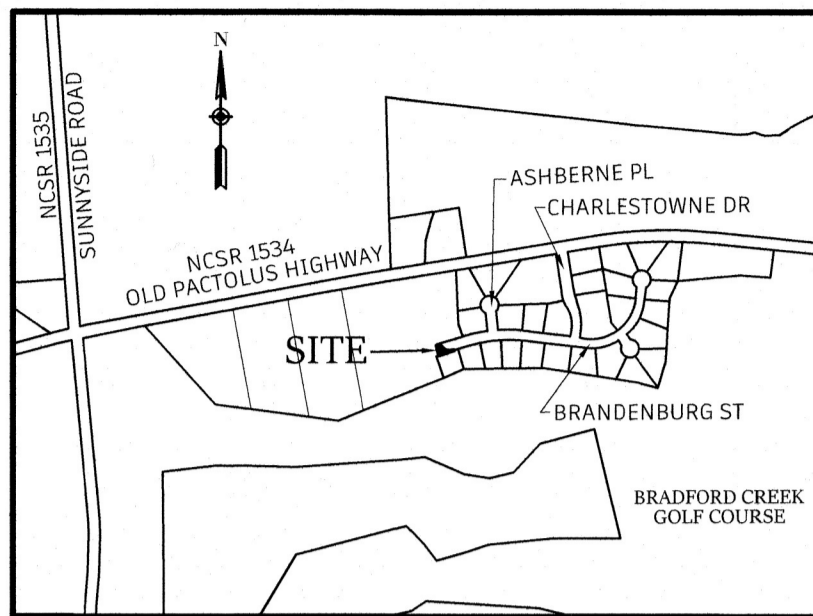 N
NCSR 1535
SUNNYSIDE ROAD
ASHBERNE PL
CHARLESTOWNE DR
NCSR 1534
OLD PACTOLUS HIGHWAY
SITE
BRANDENBURG ST
BRADFORD CREEK
GOLF COURSE